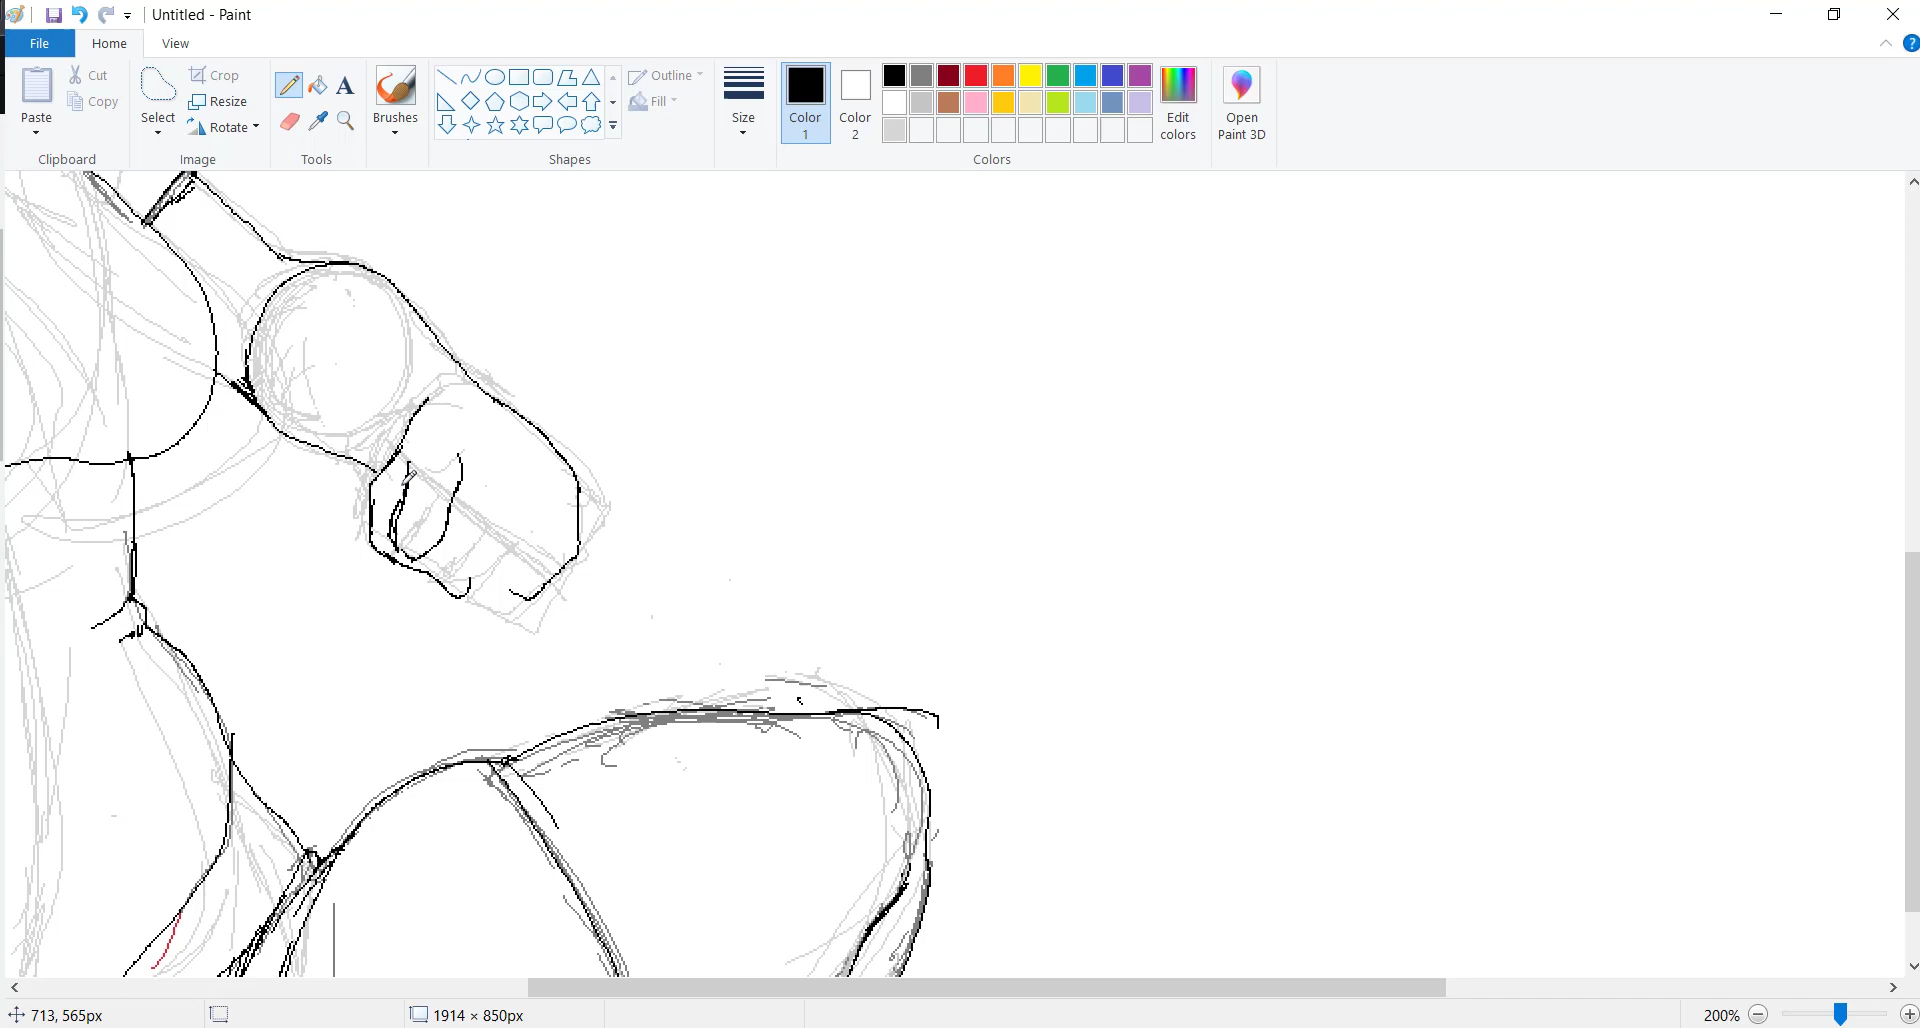 Untitled - Paint
File Home View
Paste
Cut
Copy
Clipboard
Select
Crop
Resize
Rotate
Image
Tools
Brushes
Shapes
Outline
Fill
Size
Color 1
Color 2
Colors
Edit colors
Open Paint 3D
713, 565px
1914 × 850px
200%